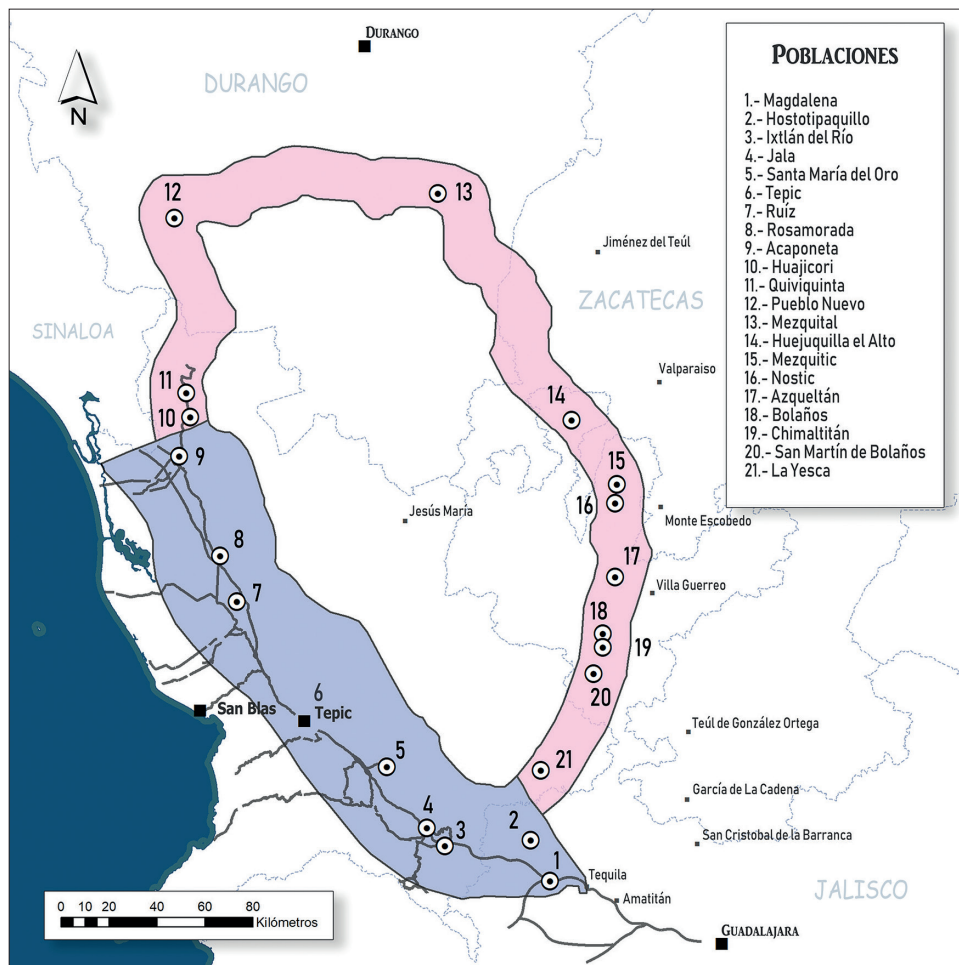 DURANGO
DURANGO
N
POBLACIONES
1.- Magdalena
2.- Hostotipaquillo
3.- Ixtlán del Río
4.- Jala
5.- Santa María del Oro
6.- Tepic
7.- Ruíz
8.- Rosamorada
9.- Acaponeta
10.- Huajicori
11.- Quiviquinta
12.- Pueblo Nuevo
13.- Mezquital
14.- Huejuquilla el Alto
15.- Mezquitic
16.- Nostic
17.- Azqueltán
18.- Bolaños
19.- Chimaltitán
20.- San Martín de Bolaños
21.- La Yesca
12
13
Jiménez del Teúl
ZACATECAS
SINALOA
Valparaiso
11
10
14
9
15
16
Jesús María
Monte Escobedo
8
17
7
Villa Guerreo
18
19
20
6
San Blas
Tepic
Teúl de González Ortega
5
21
García de La Cadena
4
3
2
San Cristobal de la Barranca
1
Tequila
Amatitán
JALISCO
GUADALAJARA
0 10 20 40 60 80
Kilómetros